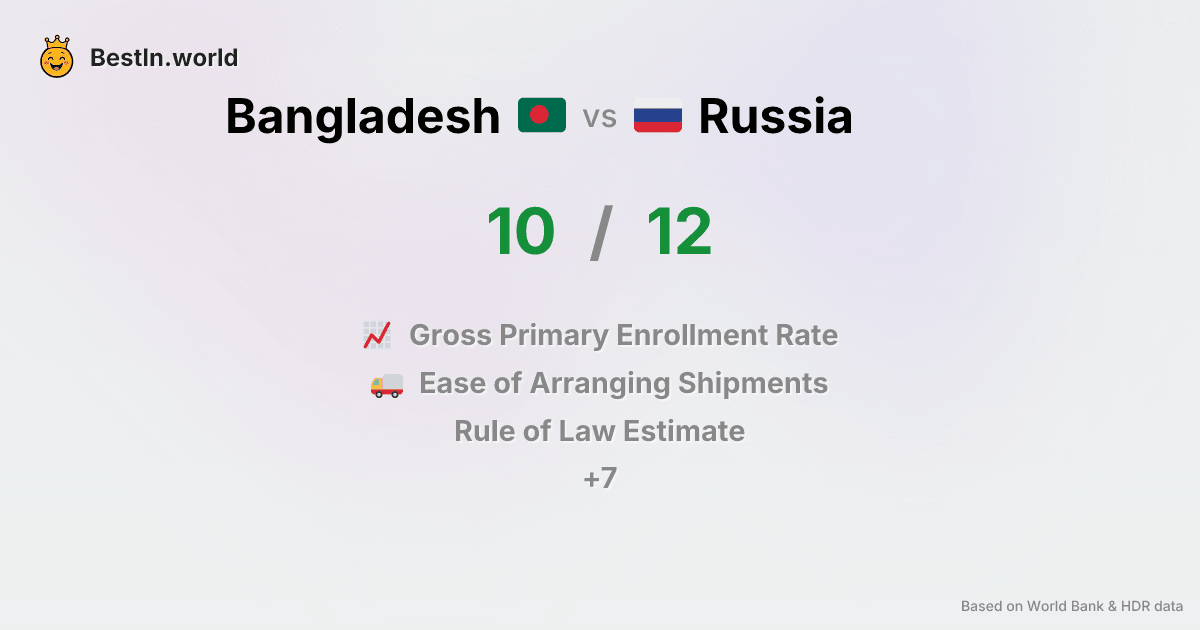 BestIn.world
Bangladesh vs Russia
10 / 12
Gross Primary Enrollment Rate
Ease of Arranging Shipments
Rule of Law Estimate
+7
Based on World Bank & HDR data